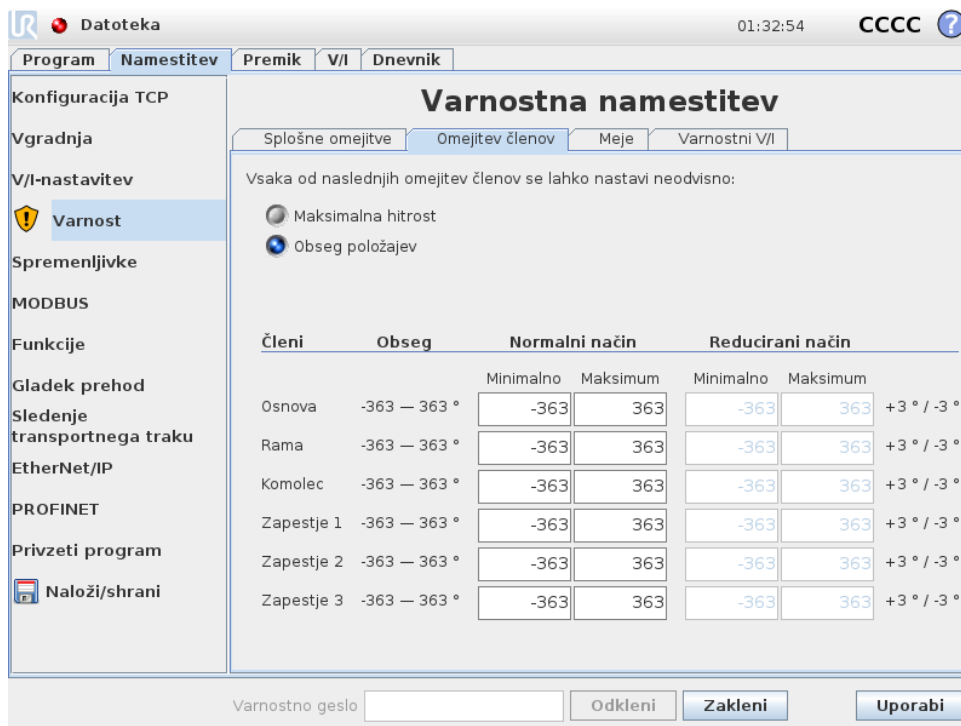 UR Datoteka 01:32:54 CCCC ?
Program Namestitev Premik V/I Dnevnik
Konfiguracija TCP
Vgradnja
V/I-nastavitev
Varnost
Spremenljivke
MODBUS
Funkcije
Gladek prehod
Sledenje
transportnega traku
EtherNet/IP
PROFINET
Privzeti program
Naloži/shrani
Varnostna namestitev
Splošne omejitve Omejitev členov Meje Varnostni V/I
Vsaka od naslednjih omejitev členov se lahko nastavi neodvisno:
Maksimalna hitrost
Obseg položajev
Členi Obseg Normalni način Reducirani način
Minimalno Maksimum Minimalno Maksimum
Osnova -363 — 363 ° -363 363 -363 363 +3 ° / -3 °
Rama -363 — 363 ° -363 363 -363 363 +3 ° / -3 °
Komolec -363 — 363 ° -363 363 -363 363 +3 ° / -3 °
Zapestje 1 -363 — 363 ° -363 363 -363 363 +3 ° / -3 °
Zapestje 2 -363 — 363 ° -363 363 -363 363 +3 ° / -3 °
Zapestje 3 -363 — 363 ° -363 363 -363 363 +3 ° / -3 °
Varnostno geslo Odkleni Zakleni Uporabi